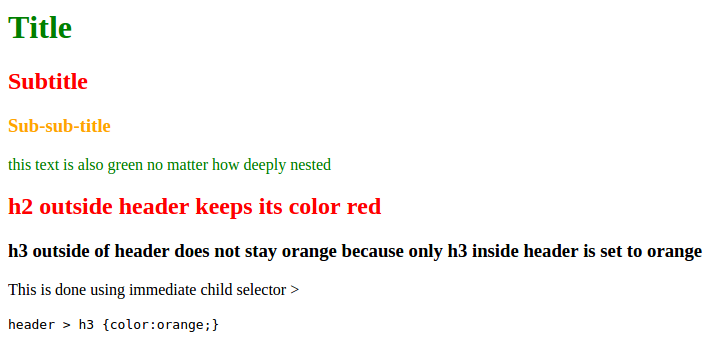 Title
Subtitle
Sub-sub-title
this text is also green no matter how deeply nested
h2 outside header keeps its color red
h3 outside of header does not stay orange because only h3 inside header is set to orange
This is done using immediate child selector >
header > h3 {color:orange;}